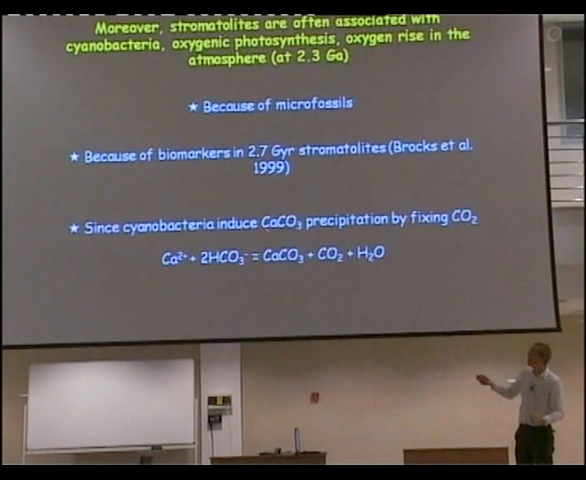 Moreover, stromatolites are often associated with
cyanobacteria, oxygenic photosynthesis, oxygen rise in the
atmosphere (at 2.3 Ga)
★ Because of microfossils
★ Because of biomarkers in 2.7 Gyr stromatolites (Brocks et al.
1999)
★ Since cyanobacteria induce CaCO₃ precipitation by fixing CO₂
Ca²⁺ + 2HCO₃⁻ = CaCO₃ + CO₂ + H₂O